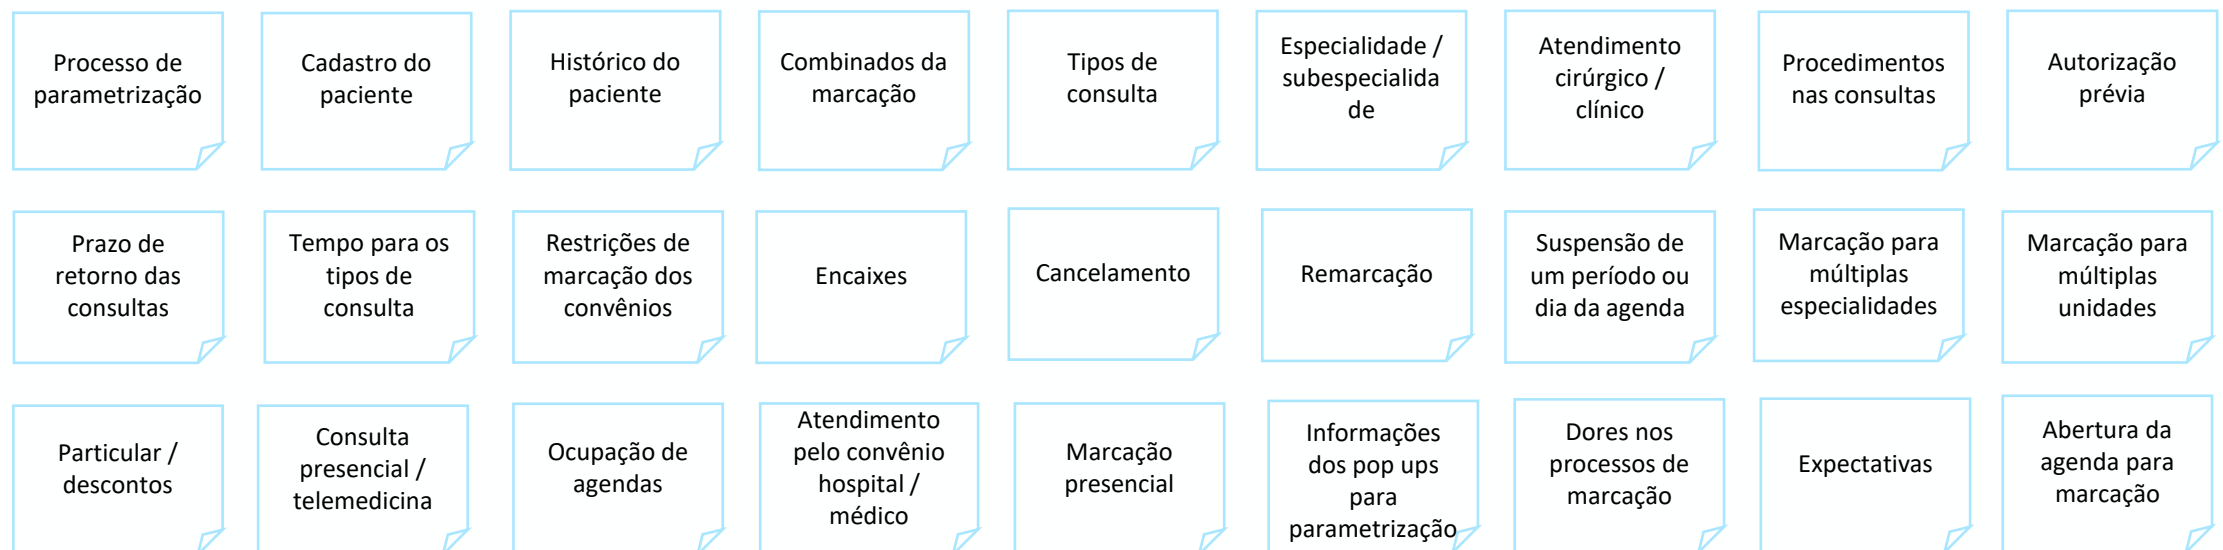 Processo de
parametrização
Cadastro do
paciente
Histórico do
paciente
Combinados da
marcação
Tipos de
consulta
Especialidade /
subespecialida
de
Atendimento
cirúrgico /
clínico
Procedimentos
nas consultas
Autorização
prévia
Prazo de
retorno das
consultas
Tempo para os
tipos de
consulta
Restrições de
marcação dos
convênios
Encaixes
Cancelamento
Remarcação
Suspensão de
um período ou
dia da agenda
Marcação para
múltiplas
especialidades
Marcação para
múltiplas
unidades
Particular /
descontos
Consulta
presencial /
telemedicina
Ocupação de
agendas
Atendimento
pelo convênio
hospital /
médico
Marcação
presencial
Informações
dos pop ups
para
parametrização
Dores nos
processos de
marcação
Expectativas
Abertura da
agenda para
marcação